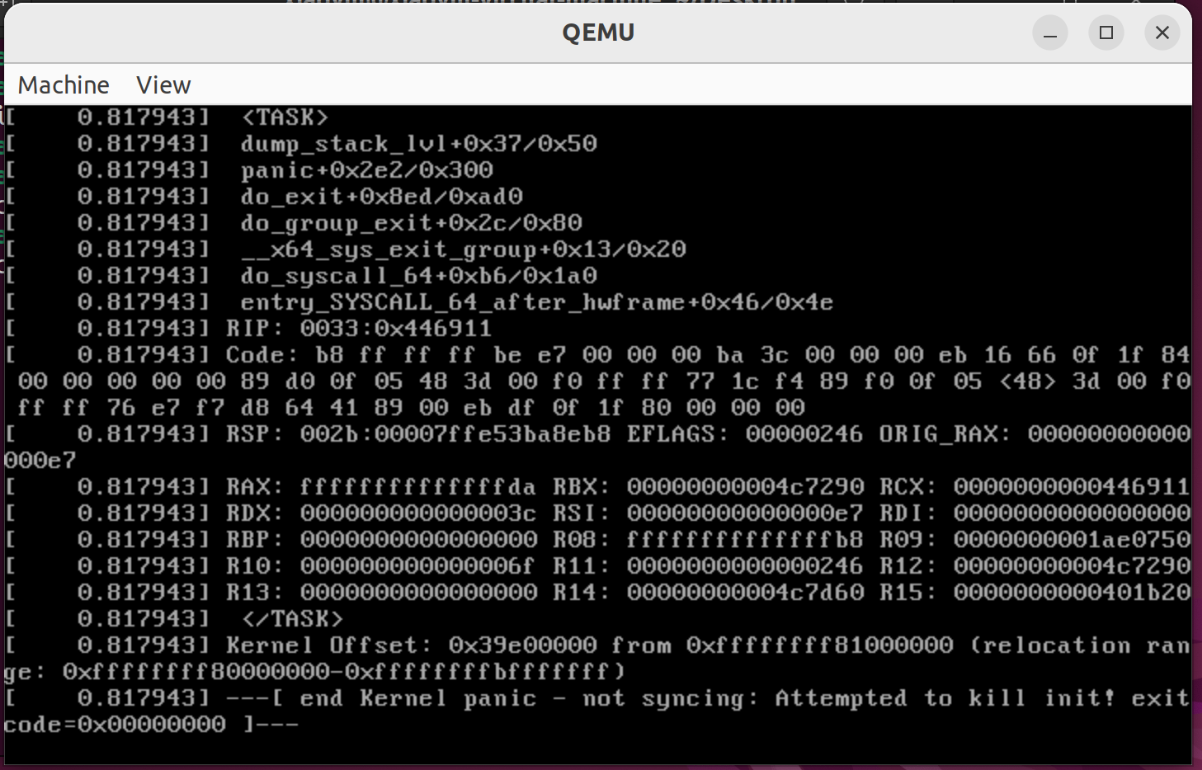 QEMU
Machine View
[    0.817943]  <TASK>
[    0.817943]  dump_stack_lvl+0x37/0x50
[    0.817943]  panic+0x2e2/0x300
[    0.817943]  do_exit+0x8ed/0xad0
[    0.817943]  do_group_exit+0x2c/0x80
[    0.817943]  __x64_sys_exit_group+0x13/0x20
[    0.817943]  do_syscall_64+0xb6/0x1a0
[    0.817943]  entry_SYSCALL_64_after_hwframe+0x46/0x4e
[    0.817943] RIP: 0033:0x446911
[    0.817943] Code: b8 ff ff ff be e7 00 00 00 ba 3c 00 00 00 eb 16 66 0f 1f 84
 00 00 00 00 00 89 d0 0f 05 48 3d 00 f0 ff ff 77 1c f4 89 f0 0f 05 <48> 3d 00 f0
 ff ff 76 e7 f7 d8 64 41 89 00 eb df 0f 1f 80 00 00 00 00
[    0.817943] RSP: 002b:00007ffe53ba8eb8 EFLAGS: 00000246 ORIG_RAX: 00000000000
000e7
[    0.817943] RAX: ffffffffffffffda RBX: 00000000004c7290 RCX: 0000000000446911
[    0.817943] RDX: 000000000000003c RSI: 00000000000000e7 RDI: 0000000000000000
[    0.817943] RBP: 0000000000000000 R08: ffffffffffffffb8 R09: 0000000001ae0750
[    0.817943] R10: 000000000000006f R11: 0000000000000246 R12: 00000000004c7290
[    0.817943] R13: 0000000000000000 R14: 00000000004c7d60 R15: 0000000000401b20
[    0.817943]  </TASK>
[    0.817943] Kernel Offset: 0x39e00000 from 0xffffffff81000000 (relocation ran
ge: 0xffffffff80000000-0xffffffffbfffffff)
[    0.817943] ---[ end Kernel panic - not syncing: Attempted to kill init! exit
code=0x00000000 ]---